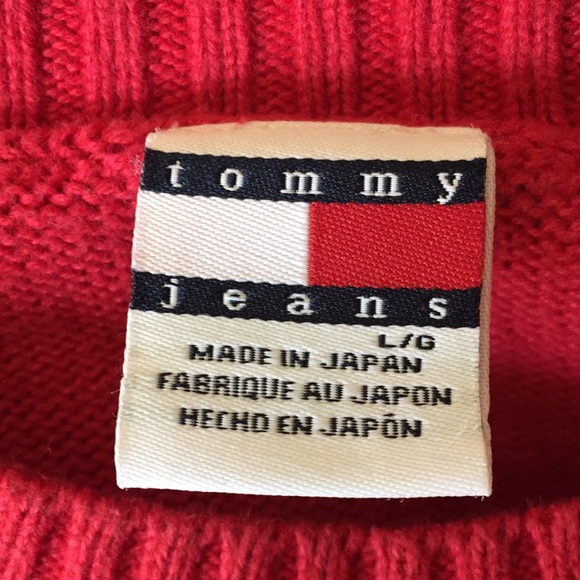 tommy
jeans
L/G
MADE IN JAPAN
FABRIQUE AU JAPON
HECHO EN JAPÓN